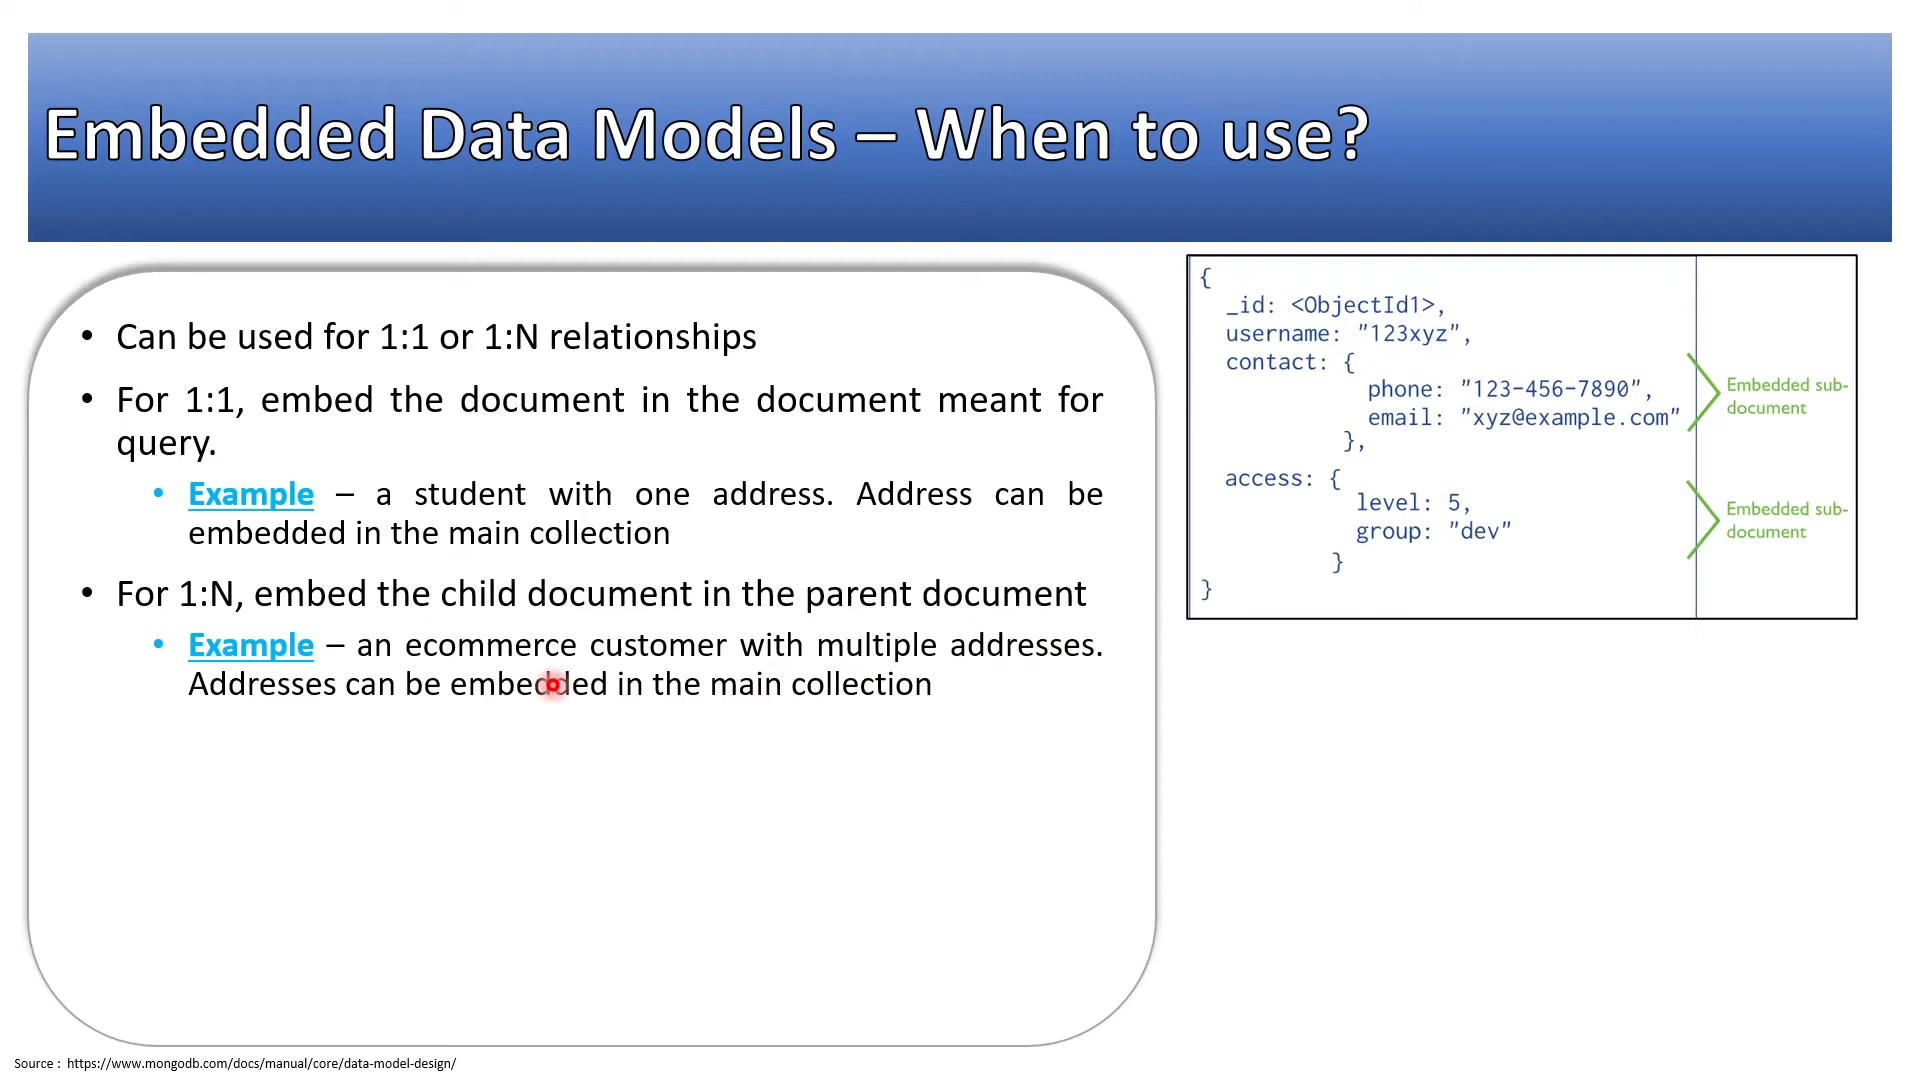 Embedded Data Models – When to use?
• Can be used for 1:1 or 1:N relationships
• For 1:1, embed the document in the document meant for
query.
• Example – a student with one address. Address can be
embedded in the main collection
• For 1:N, embed the child document in the parent document
• Example – an ecommerce customer with multiple addresses.
Addresses can be embedded in the main collection
{
_id: <ObjectId1>,
username: "123xyz",
contact: {
phone: "123-456-7890",
email: "xyz@example.com"
},
access: {
level: 5,
group: "dev"
}
}
Embedded sub-
document
Embedded sub-
document
Source : https://www.mongodb.com/docs/manual/core/data-model-design/